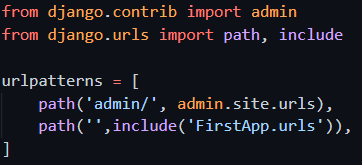 from django.contrib import admin
from django.urls import path, include

urlpatterns = [
    path('admin/', admin.site.urls),
    path('',include('FirstApp.urls')),
]